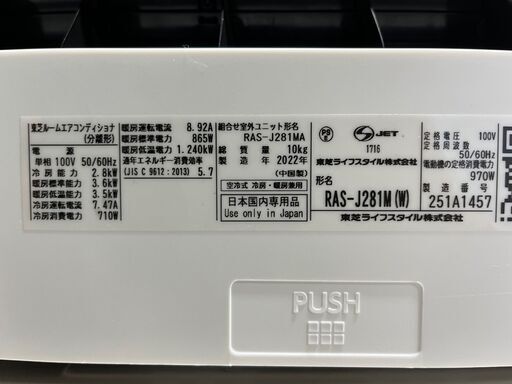 東芝ルームエアコンディショナ
(分離形)
電 源
単相 100V 50/60Hz
冷房能力 2.8kW
暖房標準能力 3.6kW
暖房低温能力 3.5kW
冷房運転電流 7.47A
冷房消費電力 710W
暖房運転電流 8.92A
暖房標準電力 865W
暖房低温電力 1.240kW
通年エネルギー消費効率
(JIS C 9612:2013) 5.7
組合せ室外ユニット形名
RAS-J281MA
総質量 10kg
製造年 2022年
(中国製)
空冷式 冷房・暖房兼用
日本国内専用品
Use only in Japan
PS
E
JET
1716
東芝ライフスタイル株式会社
形名
RAS-J281M(W)
東芝ライフスタイル株式会社
定格電圧 100V
定格周波数
50/60Hz
電動機の定格消費電力
970W
製造番号
251A1457
PUSH